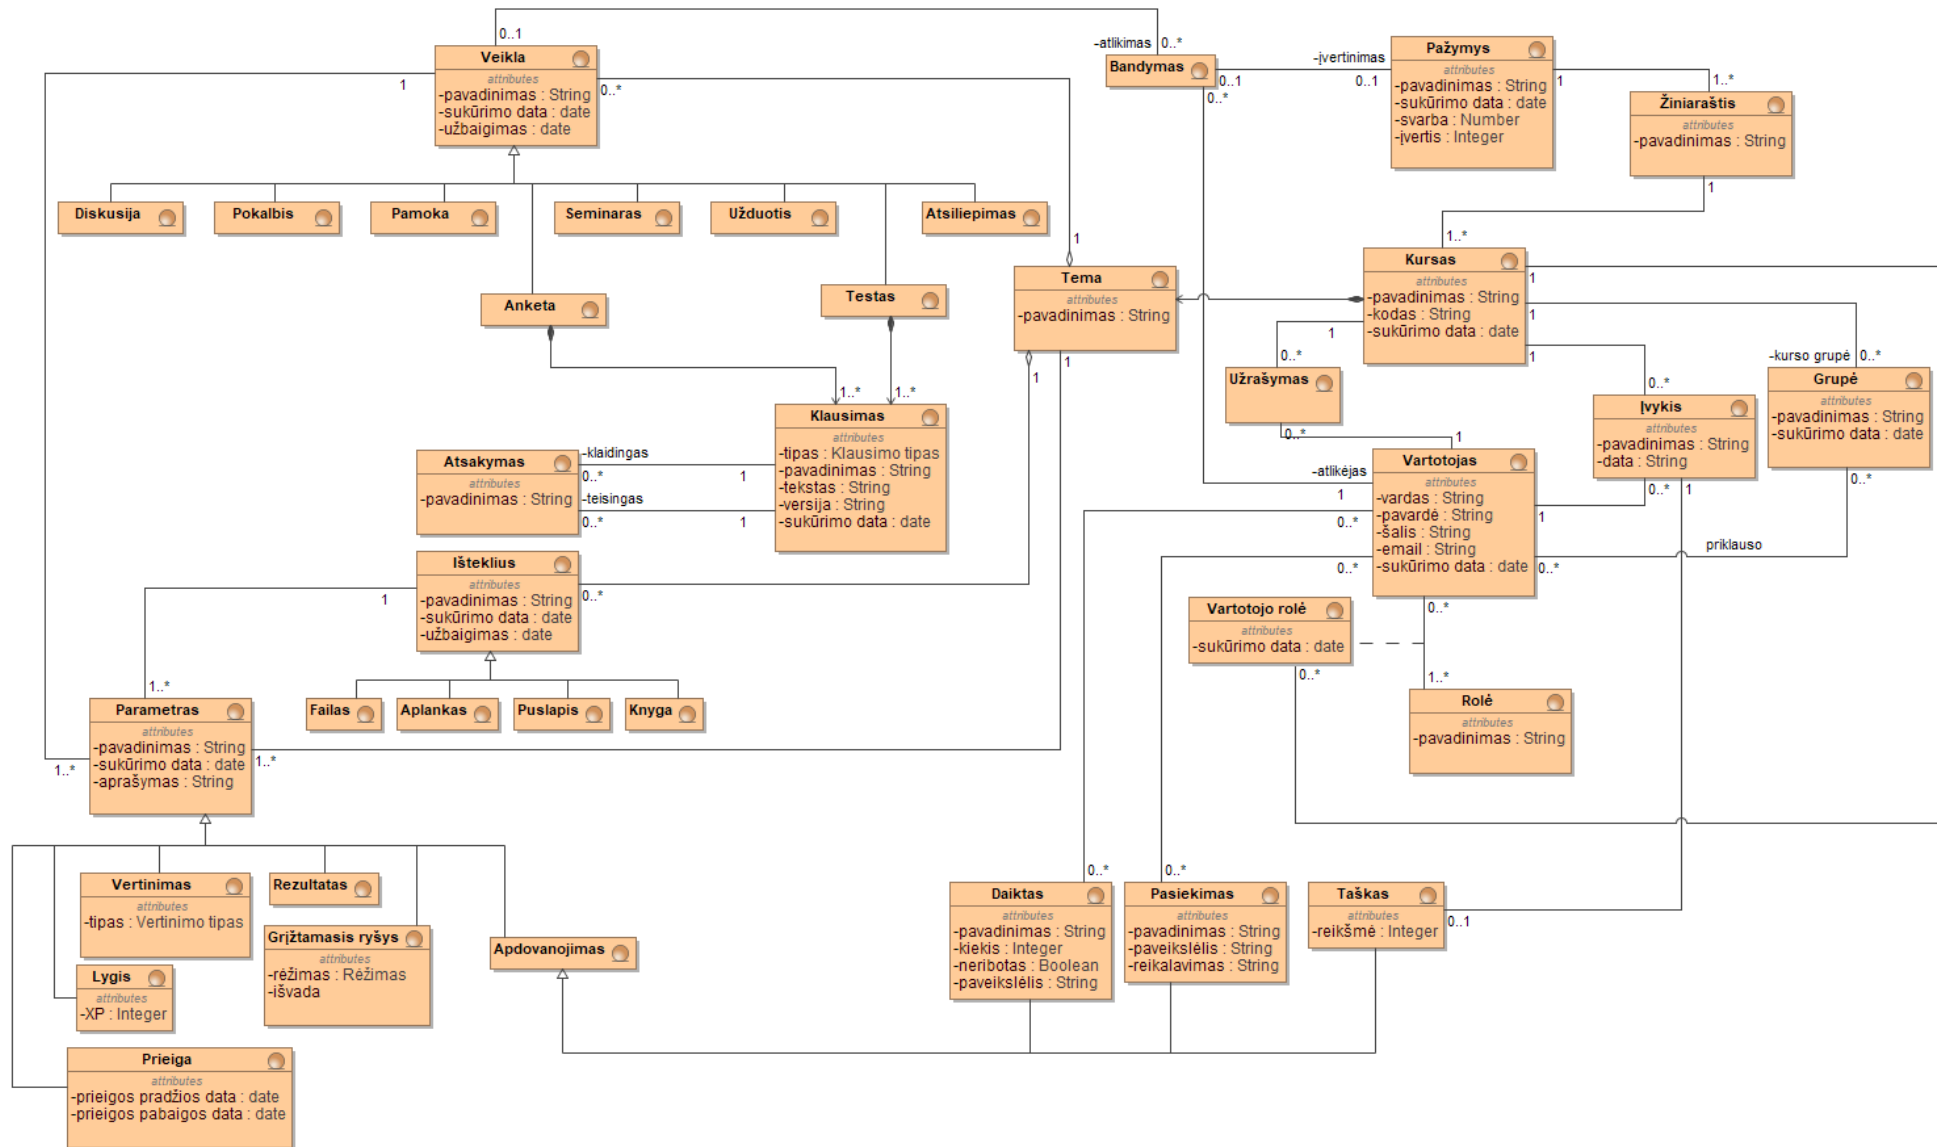 0..1
-atlikimas 0..*
Veikla
attributes
-pavadinimas : String
-sukūrimo data : date
-užbaigimas : date
1
0..*
Bandymas
0..1
0..*
-įvertinimas
0..1
Pažymys
attributes
-pavadinimas : String
-sukūrimo data : date
-svarba : Number
-įvertis : Integer
1
1..*
Žiniaraštis
attributes
-pavadinimas : String
1
1..*
Diskusija
Pokalbis
Pamoka
Seminaras
Užduotis
Atsiliepimas
Anketa
Testas
1
Tema
attributes
-pavadinimas : String
1
1
Kursas
attributes
-pavadinimas : String
-kodas : String
-sukūrimo data : date
1
1
1
1
0..*
-kurso grupė 0..*
0..*
Užrašymas
0..*
1
Įvykis
attributes
-pavadinimas : String
-data : String
0..*
1
Grupė
attributes
-pavadinimas : String
-sukūrimo data : date
0..*
1..*
1..*
Klausimas
attributes
-tipas : Klausimo tipas
-pavadinimas : String
-tekstas : String
-versija : String
-sukūrimo data : date
Atsakymas
attributes
-pavadinimas : String
-klaidingas
0..*
1
-teisingas
0..*
1
-atlikėjas
1
0..*
0..*
Vartotojas
attributes
-vardas : String
-pavardė : String
-šalis : String
-email : String
-sukūrimo data : date
1
priklauso
0..*
0..*
Išteklius
attributes
-pavadinimas : String
-sukūrimo data : date
-užbaigimas : date
1
0..*
Vartotojo rolė
attributes
-sukūrimo data : date
0..*
1..*
Rolė
attributes
-pavadinimas : String
Failas
Aplankas
Puslapis
Knyga
1..*
Parametras
attributes
-pavadinimas : String
-sukūrimo data : date
-aprašymas : String
1..*
1..*
Vertinimas
attributes
-tipas : Vertinimo tipas
Rezultatas
Grįžtamasis ryšys
attributes
-rėžimas : Rėžimas
-išvada
Apdovanojimas
Lygis
attributes
-XP : Integer
Prieiga
attributes
-prieigos pradžios data : date
-prieigos pabaigos data : date
0..*
Daiktas
attributes
-pavadinimas : String
-kiekis : Integer
-neribotas : Boolean
-paveikslėlis : String
0..*
Pasiekimas
attributes
-pavadinimas : String
-paveikslėlis : String
-reikalavimas : String
Taškas
attributes
-reikšmė : Integer
0..1